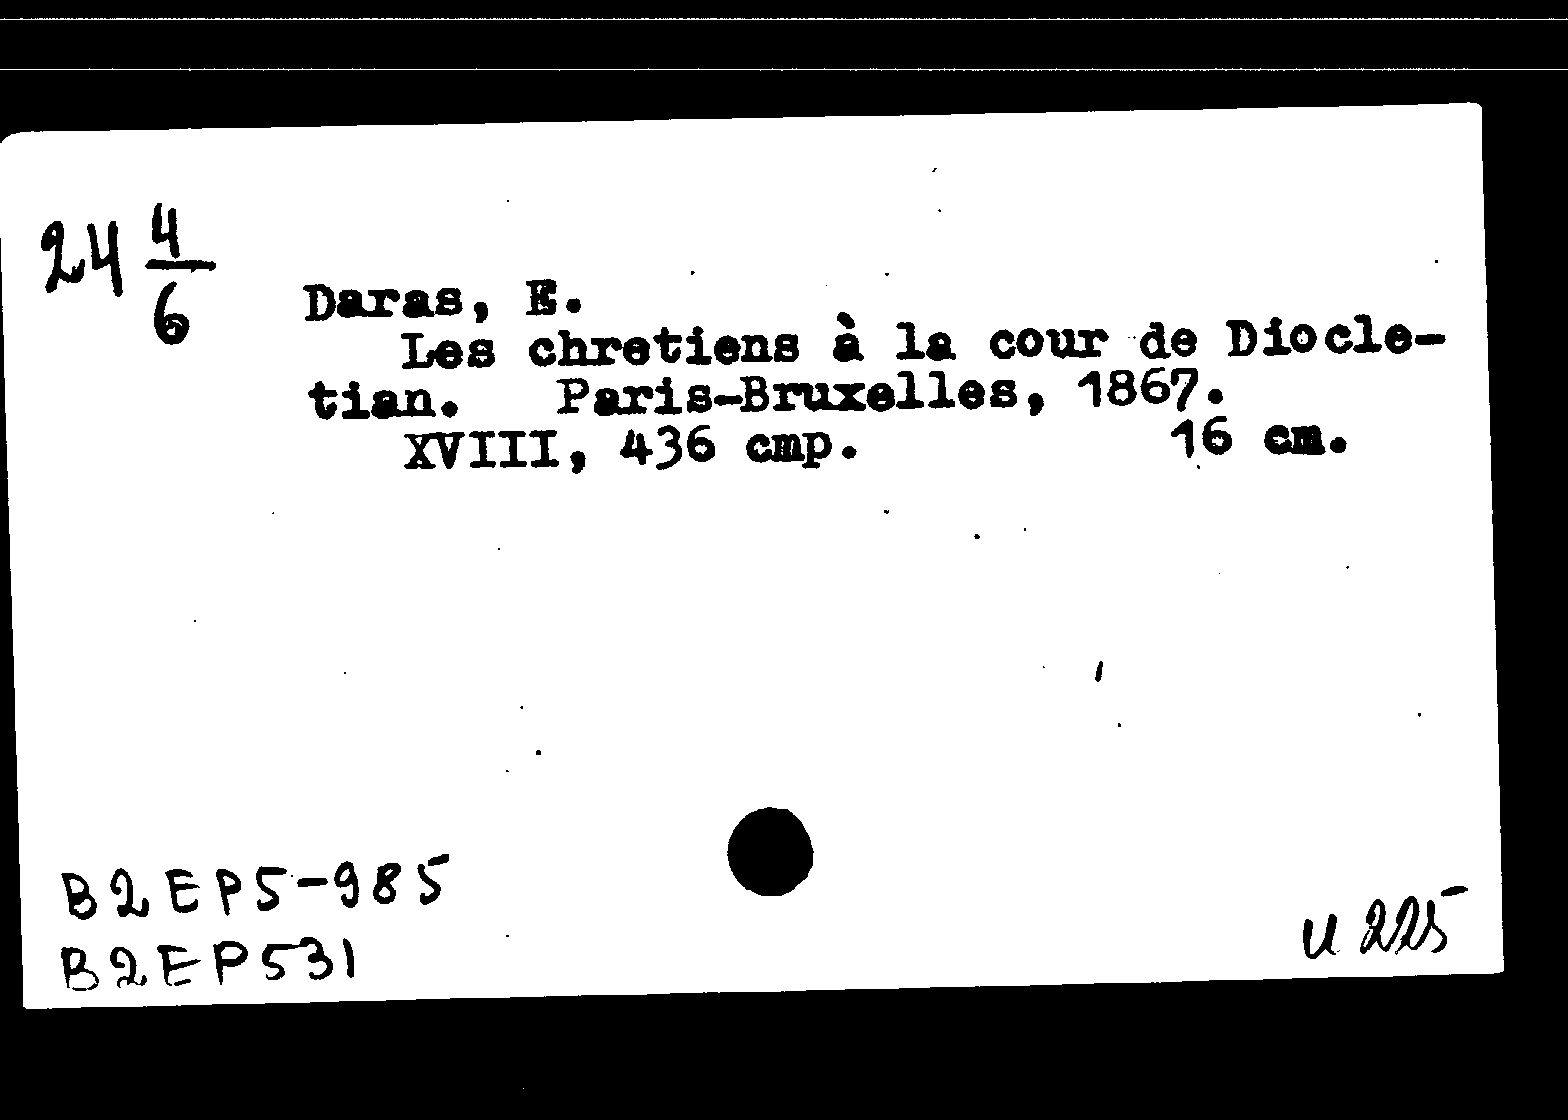 24 4/6
Daras, E.
Les chretiens à la cour de Diocle-
tian. Paris-Bruxelles, 1867.
XVIII, 436 cmp. 16 cm.
B2EP5-985
B2EP531
И 225